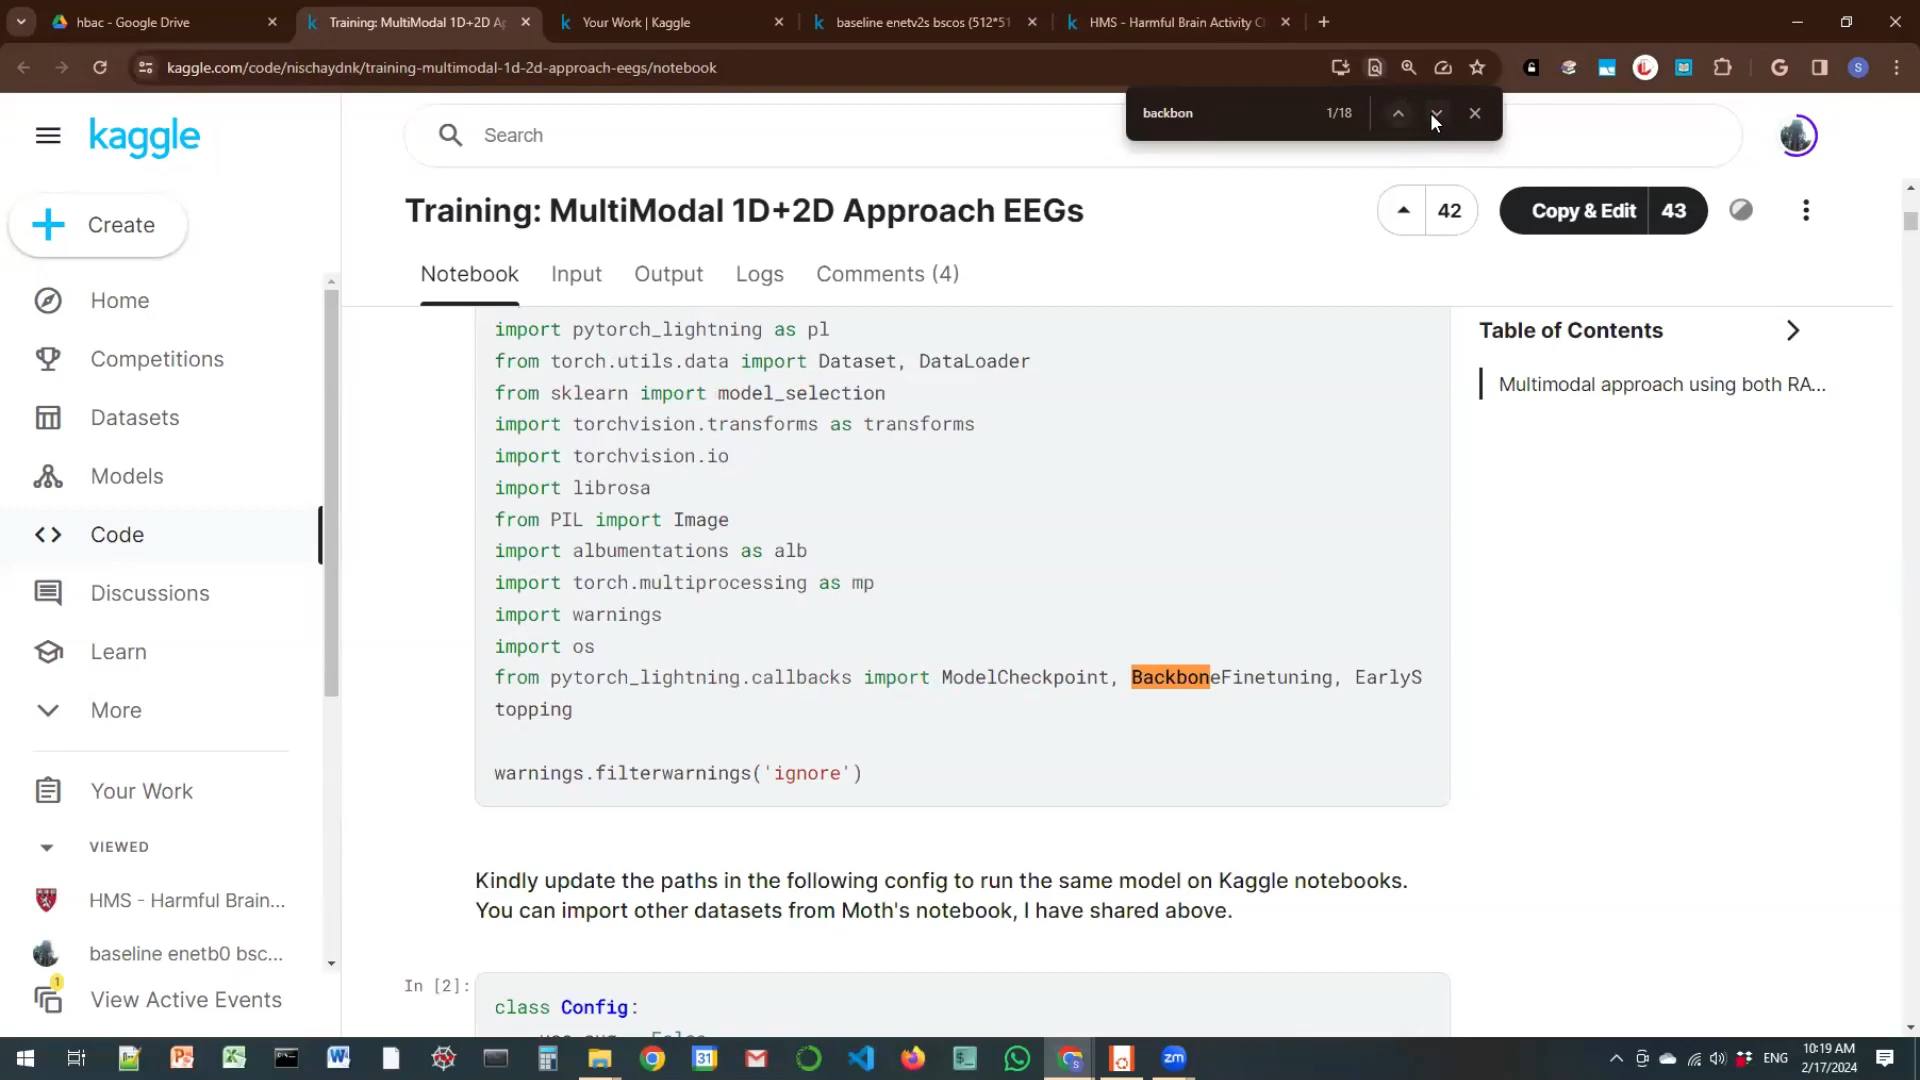 hbac - Google Drive
Training: MultiModal 1D+2D Ap
Your Work | Kaggle
baseline enetv2s bscos (512*51
HMS - Harmful Brain Activity Cl
kaggle.com/code/nischaydnk/training-multimodal-1d-2d-approach-eegs/notebook
backbon
1/18
kaggle
Search
Create
Home
Competitions
Datasets
Models
Code
Discussions
Learn
More
Your Work
VIEWED
HMS - Harmful Brain...
baseline enetb0 bsc...
1
View Active Events
Training: MultiModal 1D+2D Approach EEGs
42
Copy & Edit 43
Notebook Input Output Logs Comments (4)
import pytorch_lightning as pl
from torch.utils.data import Dataset, DataLoader
from sklearn import model_selection
import torchvision.transforms as transforms
import torchvision.io
import librosa
from PIL import Image
import albumentations as alb
import torch.multiprocessing as mp
import warnings
import os
from pytorch_lightning.callbacks import ModelCheckpoint, BackboneFinetuning, EarlyS
topping
warnings.filterwarnings('ignore')
Kindly update the paths in the following config to run the same model on Kaggle notebooks.
You can import other datasets from Moth's notebook, I have shared above.
In [2]:
class Config:
Table of Contents
Multimodal approach using both RA...
ENG
10:19 AM
2/17/2024